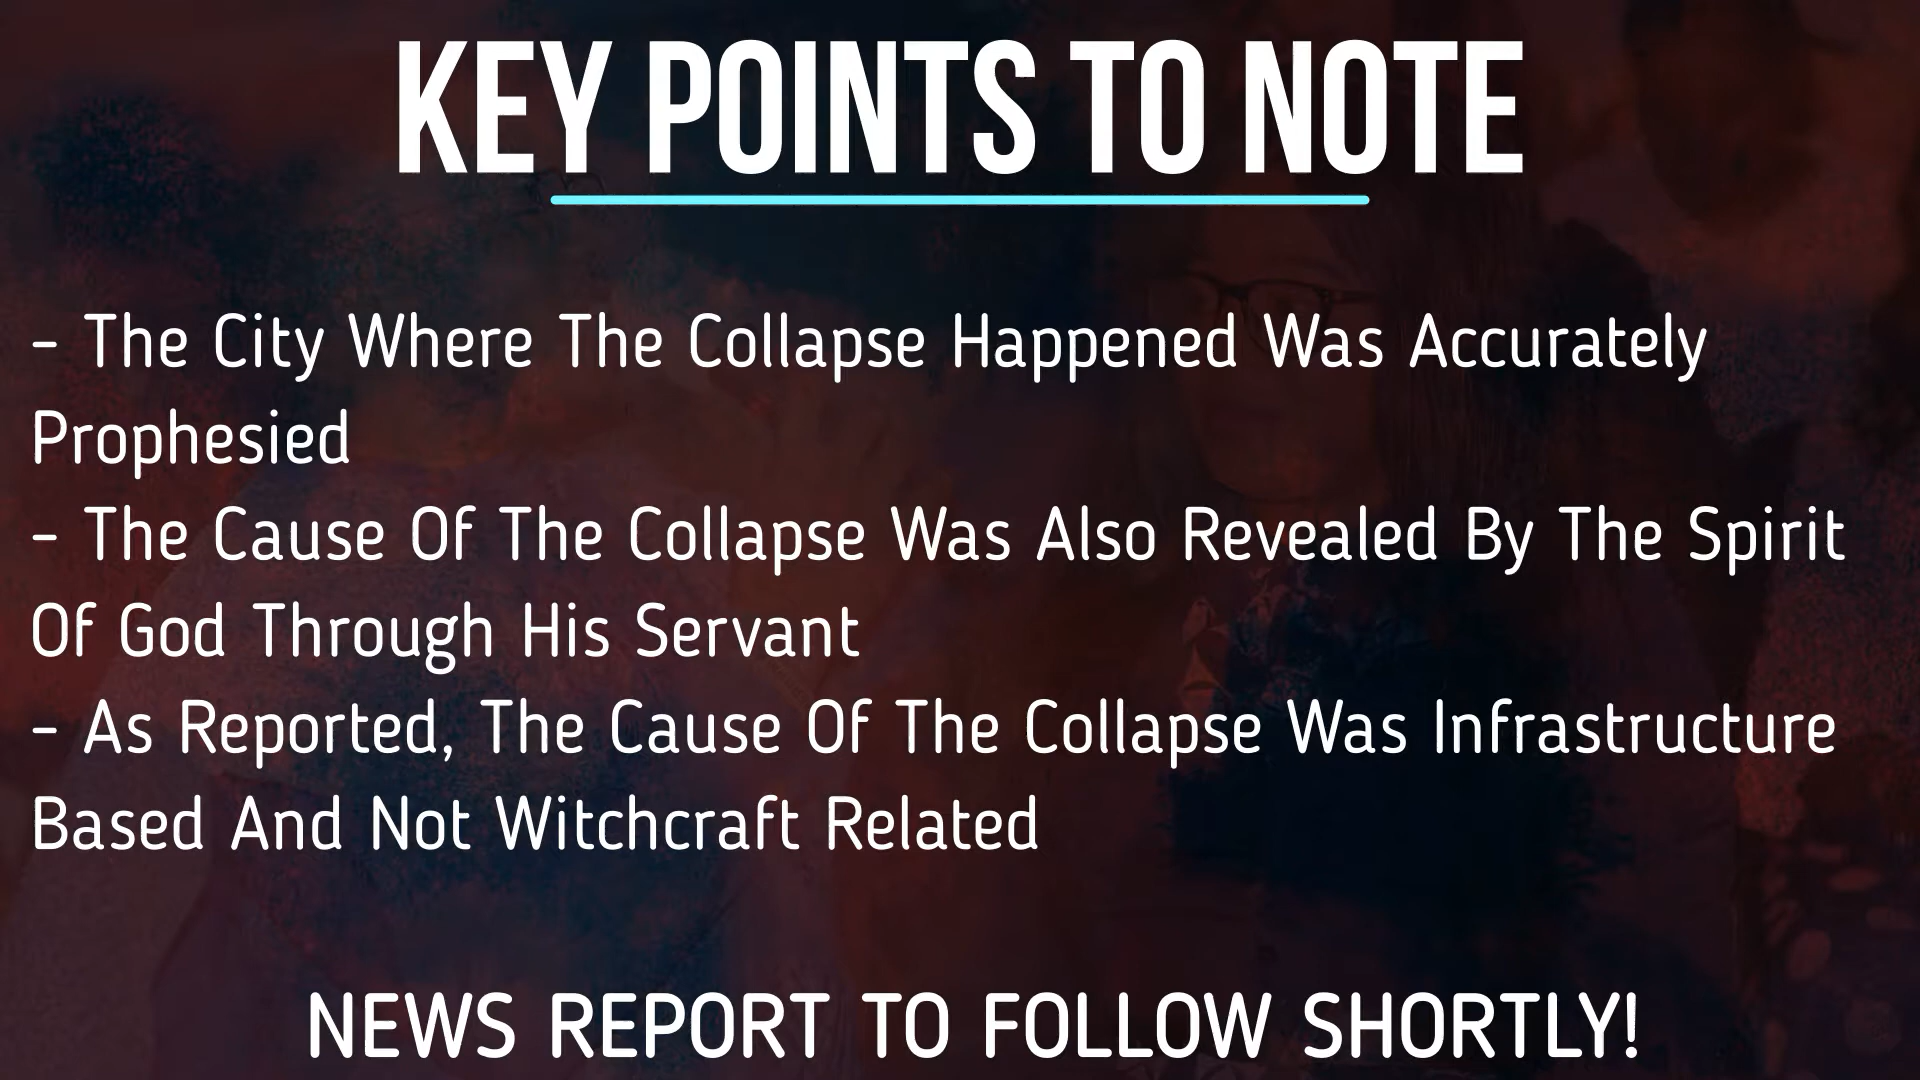 KEY POINTS TO NOTE
- The City Where The Collapse Happened Was Accurately
Prophesied
- The Cause Of The Collapse Was Also Revealed By The Spirit
Of God Through His Servant
- As Reported, The Cause Of The Collapse Was Infrastructure
Based And Not Witchcraft Related
NEWS REPORT TO FOLLOW SHORTLY!